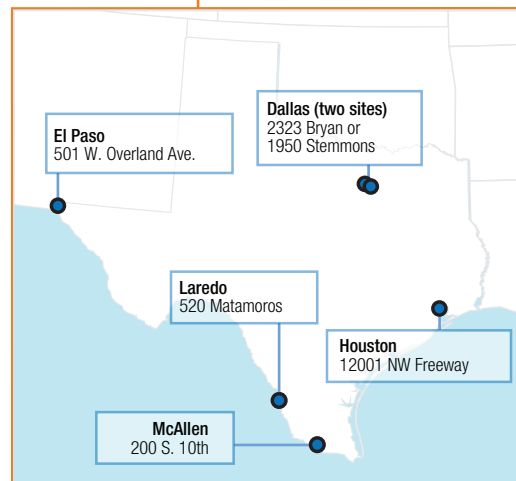 Dallas (two sites)
2323 Bryan or
1950 Stemmons
El Paso
501 W. Overland Ave.
Laredo
520 Matamoros
Houston
12001 NW Freeway
McAllen
200 S. 10th